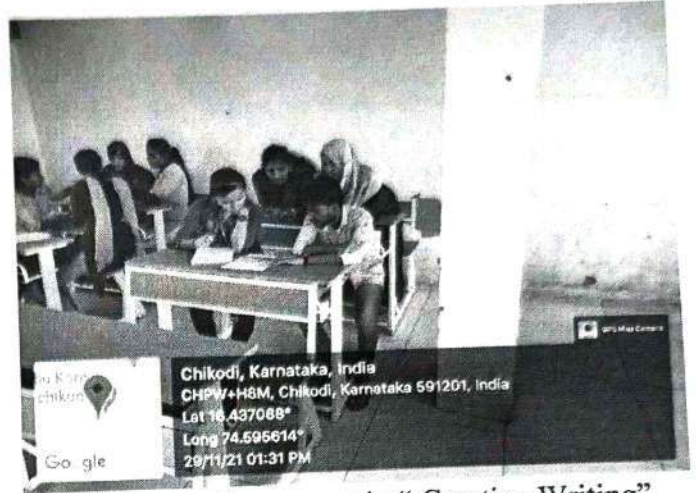 GPS Map Camera
Chikodi, Karnataka, India
CHPW+H8M, Chikodi, Karnataka 591201, India
Lat 16.437068°
Long 74.595614°
29/11/21 01:31 PM
Google
“ Creative Writing”